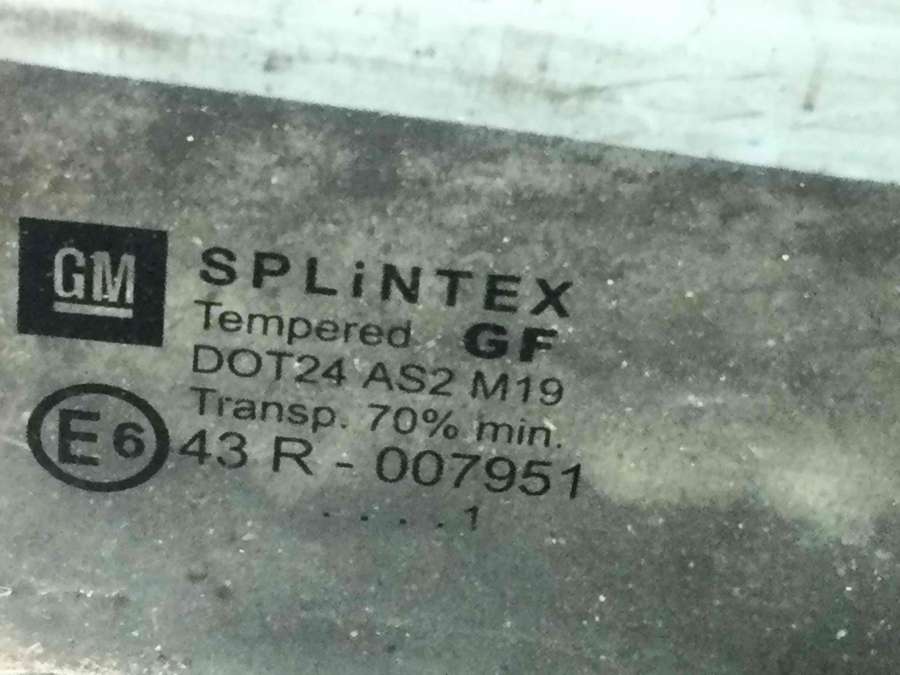 GM
SPLiNTEX
Tempered GF
DOT24 AS2 M19
Transp. 70% min.
E6 43 R - 007951
. . . . 1